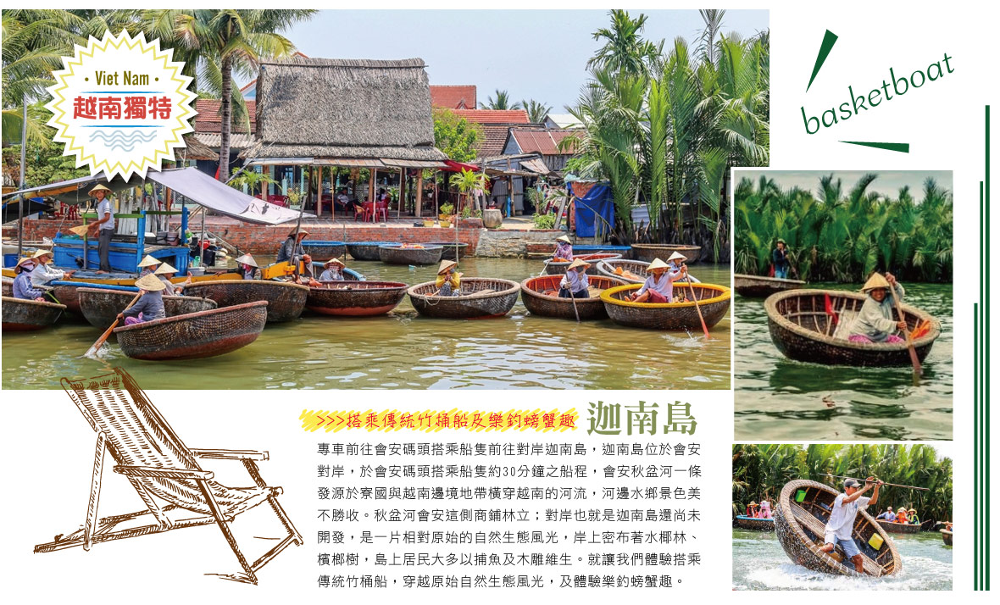 · Viet Nam ·
越南獨特
basketboat
>>>搭乘傳統竹桶船及樂釣螃蟹趣
迦南島
專車前往會安碼頭搭乘船隻前往對岸迦南島，迦南島位於會安
對岸，於會安碼頭搭乘船隻約30分鐘之船程，會安秋盆河一條
發源於寮國與越南邊境地帶橫穿越南的河流，河邊水鄉景色美
不勝收。秋盆河會安這側商鋪林立；對岸也就是迦南島還尚未
開發，是一片相對原始的自然生態風光，岸上密布著水椰林、
檳榔樹，島上居民大多以捕魚及木雕維生。就讓我們體驗搭乘
傳統竹桶船，穿越原始自然生態風光，及體驗樂釣螃蟹趣。